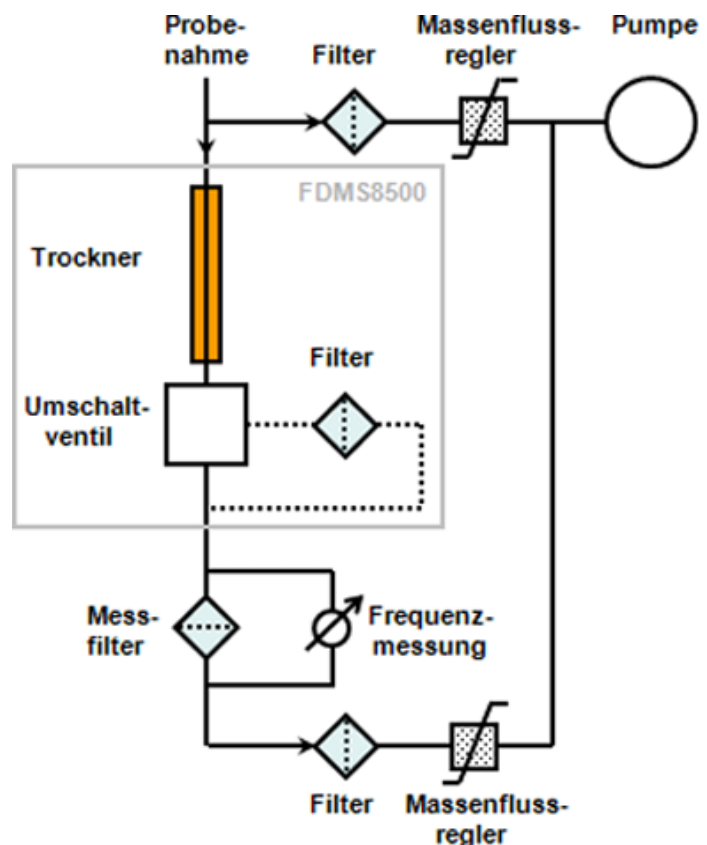 Probe-
nahme
Filter
Massenfluss-
regler
Pumpe
FDMS8500
Trockner
Filter
Umschalt-
ventil
Mess-
filter
Frequenz-
messung
Filter
Massenfluss-
regler